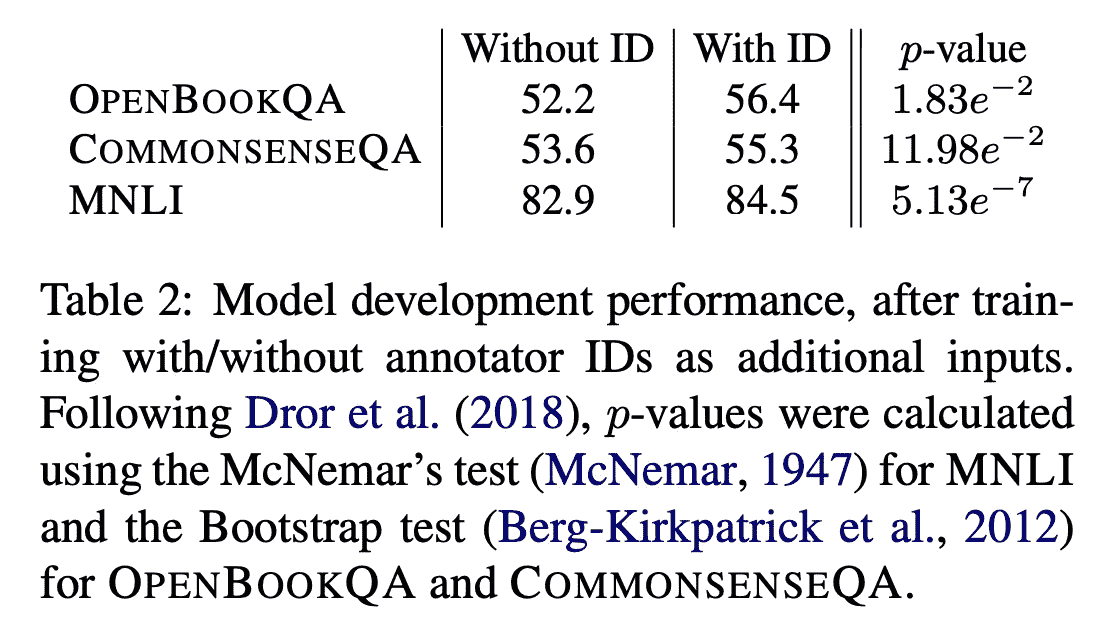 Without ID With ID p-value
OPENBOOKQA 52.2 56.4 1.83e⁻²
COMMONSENSEQA 53.6 55.3 11.98e⁻²
MNLI 82.9 84.5 5.13e⁻⁷
Table 2: Model development performance, after train-
ing with/without annotator IDs as additional inputs.
Following Dror et al. (2018), p-values were calculated
using the McNemar’s test (McNemar, 1947) for MNLI
and the Bootstrap test (Berg-Kirkpatrick et al., 2012)
for OPENBOOKQA and COMMONSENSEQA.